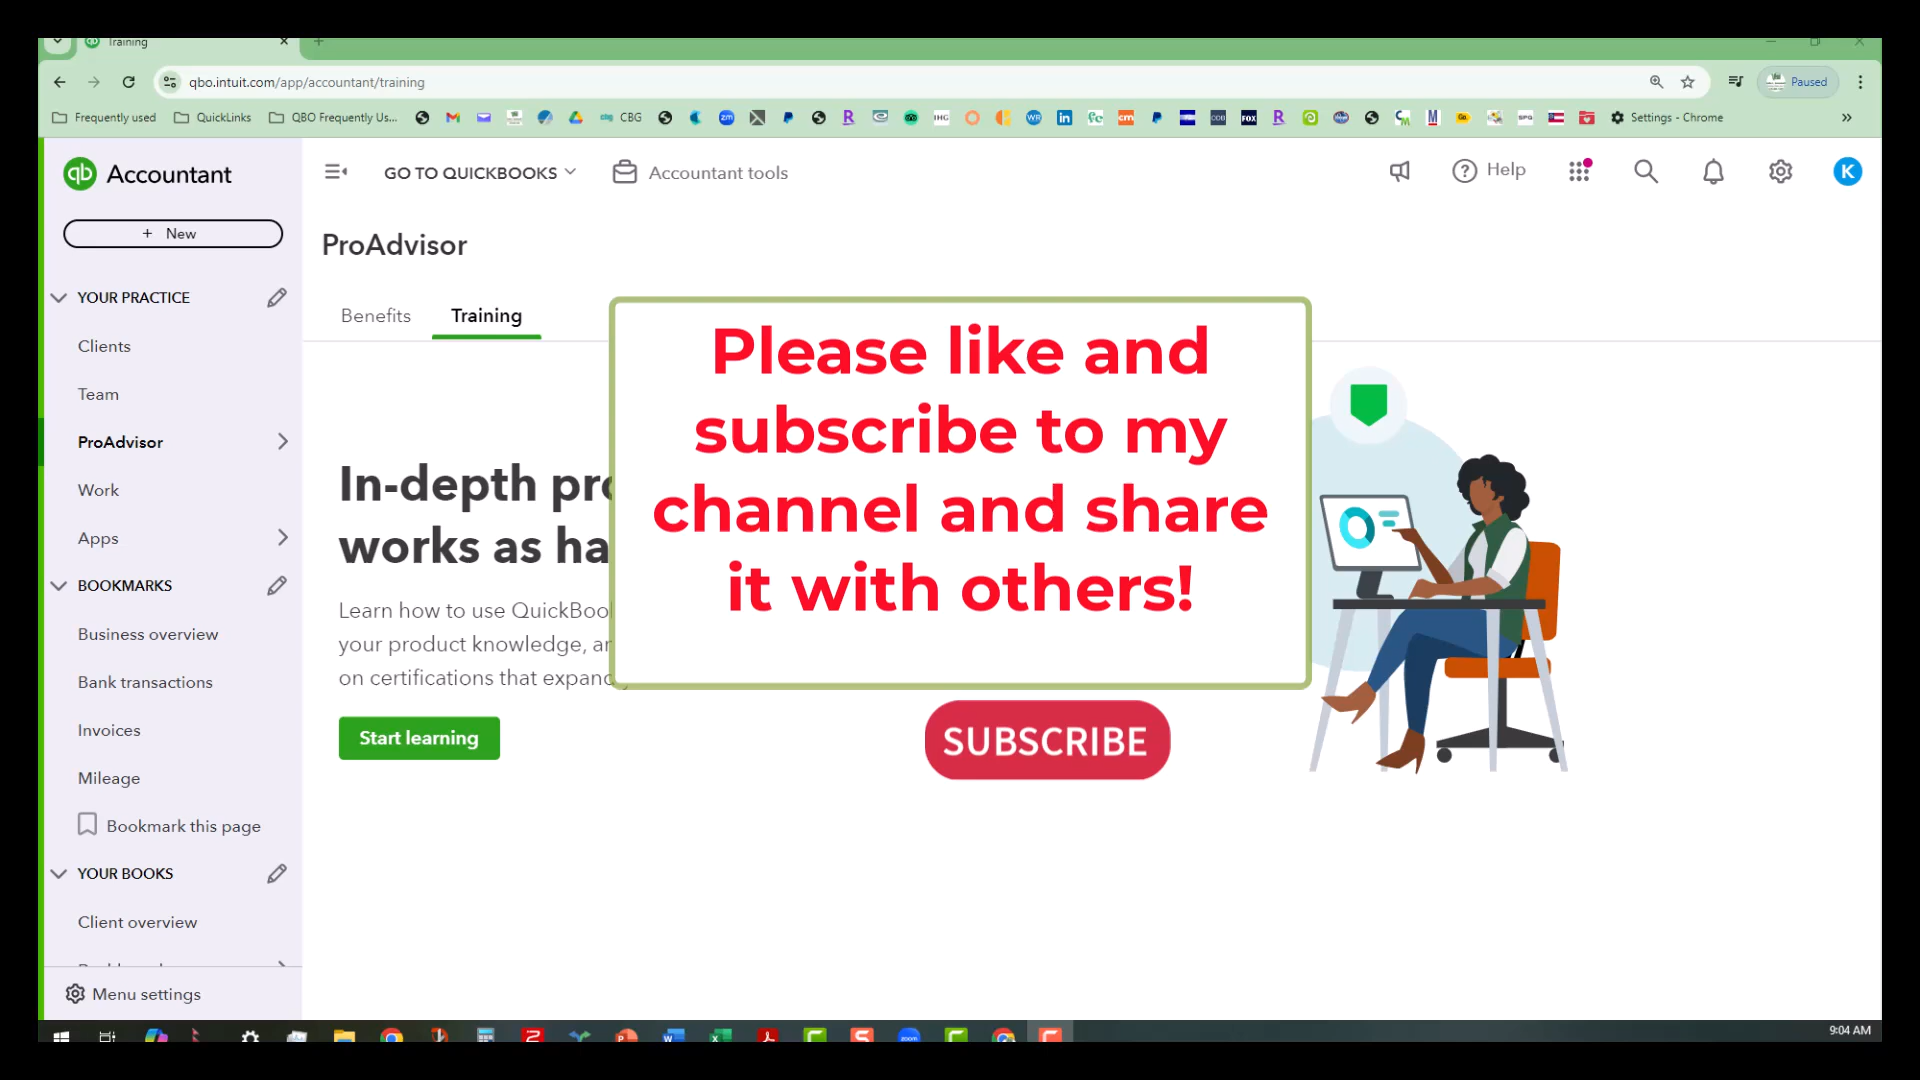 Training
qbo.intuit.com/app/accountant/training
Paused
Frequently used
QuickLinks
QBO Frequently Us...
CBG
Settings - Chrome
qb Accountant
GO TO QUICKBOOKS
Accountant tools
Help
K
+ New
ProAdvisor
YOUR PRACTICE
Benefits
Training
Clients
Team
ProAdvisor
Work
Apps
BOOKMARKS
Business overview
Bank transactions
Invoices
Mileage
Bookmark this page
YOUR BOOKS
Client overview
Menu settings
In-depth
works as
Learn how to use
your product knowledge,
on certifications that
Start learning
Please like and
subscribe to my
channel and share
it with others!
SUBSCRIBE
9:04 AM